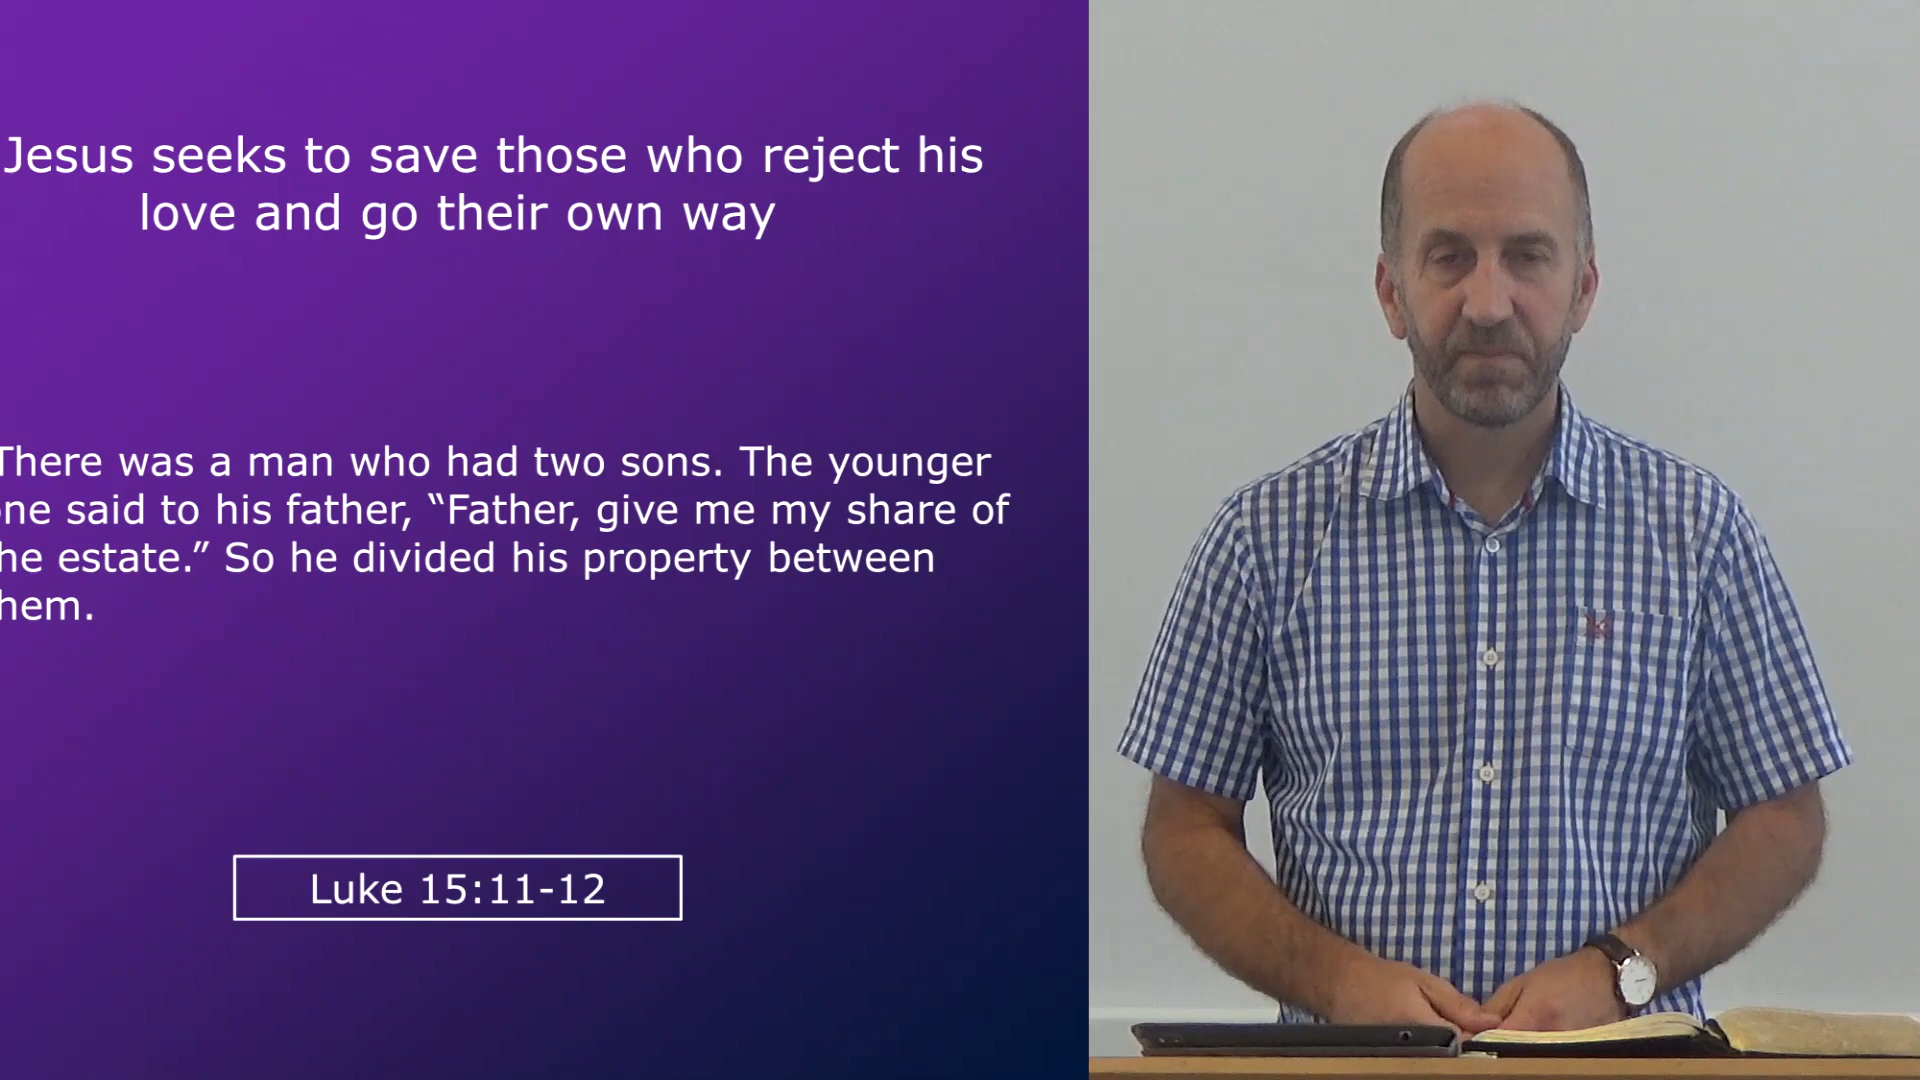 Jesus seeks to save those who reject his
love and go their own way
There was a man who had two sons. The younger
ne said to his father, “Father, give me my share of
he estate.” So he divided his property between
hem.
Luke 15:11-12